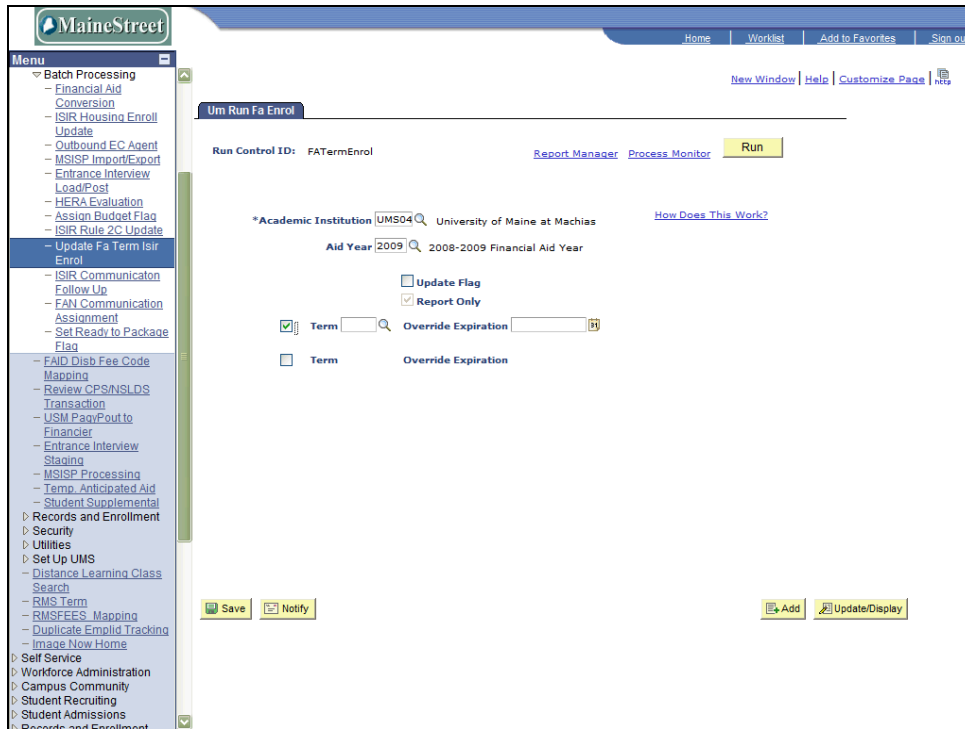 MaineStreet
Home Worklist Add to Favorites Sign ou
Menu
Batch Processing
Financial Aid
Conversion
ISIR Housing Enroll
Update
Outbound EC Agent
MSISP Import/Export
Entrance Interview
Load/Post
HERA Evaluation
Assign Budget Flag
ISIR Rule 2C Update
Update Fa Term Isir
Enrol
ISIR Communicaton
Follow Up
FAN Communication
Assignment
Set Ready to Package
Flag
FAID Disb Fee Code
Mapping
Review CPS/NSLDS
Transaction
USM PagyPout to
Financier
Entrance Interview
Staging
MSISP Processing
Temp. Anticipated Aid
Student Supplemental
Records and Enrollment
Security
Utilities
Set Up UMS
Distance Learning Class
Search
RMS Term
RMSFEES_Mapping
Duplicate Emplid Tracking
Image Now Home
Self Service
Workforce Administration
Campus Community
Student Recruiting
Student Admissions
Records and Enrollment
New Window | Help | Customize Page | http
Um Run Fa Enrol
Run Control ID: FATermEnrol Report Manager Process Monitor Run
*Academic Institution UMS04 University of Maine at Machias How Does This Work?
Aid Year 2009 2008-2009 Financial Aid Year
Update Flag
Report Only
Term Override Expiration 31
Term Override Expiration
Save Notify Add Update/Display